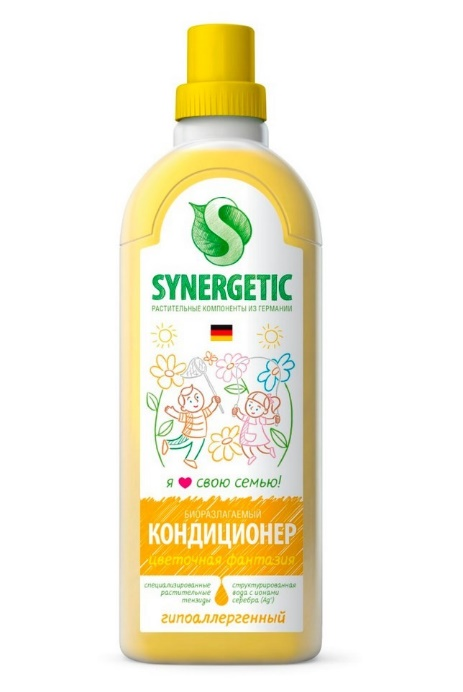 SYNERGETIC
РАСТИТЕЛЬНЫЕ КОМПОНЕНТЫ ИЗ ГЕРМАНИИ
я ❤ свою семью!
БИОРАЗЛАГАЕМЫЙ
КОНДИЦИОНЕР
цветочная фантазия
специализированные
растительные
тензиды
структурированная
вода с ионами
серебра (Ag⁺)
гипоаллергенный